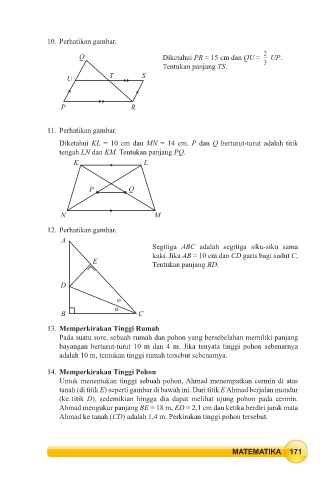 10. Perhatikan gambar.
Q
Diketahui PR = 15 cm dan QU = 2/3 UP.
Tentukan panjang TS.
U T S
P R
11. Perhatikan gambar.
Diketahui KL = 10 cm dan MN = 14 cm. P dan Q berturut-turut adalah titik
tengah LN dan KM. Tentukan panjang PQ.
K L
P Q
N M
12. Perhatikan gambar.
A
Segitiga ABC adalah segitiga siku-siku sama
kaki. Jika AB = 10 cm dan CD garis bagi sudut C,
Tentukan panjang BD.
E
D
o
o
B C
13. Memperkirakan Tinggi Rumah
Pada suatu sore, sebuah rumah dan pohon yang bersebelahan memiliki panjang
bayangan berturut-turut 10 m dan 4 m. Jika tenyata tinggi pohon sebenarnya
adalah 10 m, tentukan tinggi rumah tersebut sebenarnya.
14. Memperkirakan Tinggi Pohon
Untuk menentukan tinggi sebuah pohon, Ahmad menempatkan cermin di atas
tanah (di titik E) seperti gambar di bawah ini. Dari titik E Ahmad berjalan mundur
(ke titik D), sedemikian hingga dia dapat melihat ujung pohon pada cermin.
Ahmad mengukur panjang BE = 18 m, ED = 2,1 cm dan ketika berdiri jarak mata
Ahmad ke tanah (CD) adalah 1,4 m. Perkirakan tinggi pohon tersebut.
MATEMATIKA 171